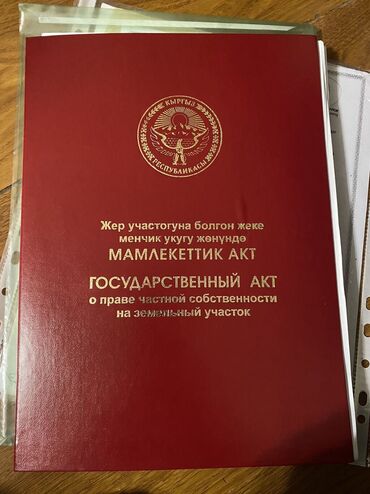 КЫРГЫЗ
РЕСПУБЛИКАСЫ
Жер участогуна болгон жеке
менчик укугу жөнүндө
МАМЛЕКЕТТИК АКТ
ГОСУДАРСТВЕННЫЙ АКТ
о праве частной собственности
на земельный участок